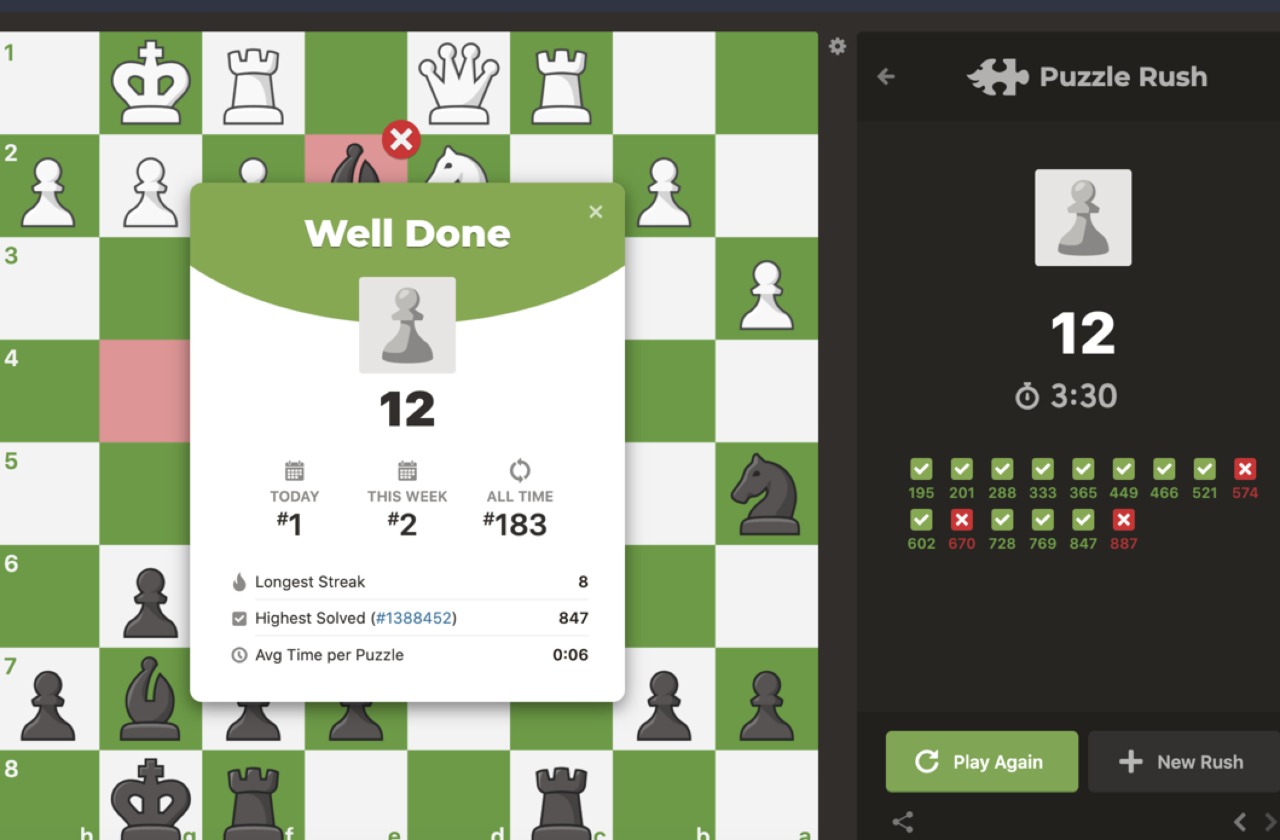 1
2
3
4
5
6
7
8
h
g
f
e
d
c
b
a
Well Done
12
TODAY
#1
THIS WEEK
#2
ALL TIME
#183
Longest Streak 8
Highest Solved (#1388452) 847
Avg Time per Puzzle 0:06
Puzzle Rush
12
3:30
195 201 288 333 365 449 466 521 574
602 670 728 769 847 887
Play Again
New Rush